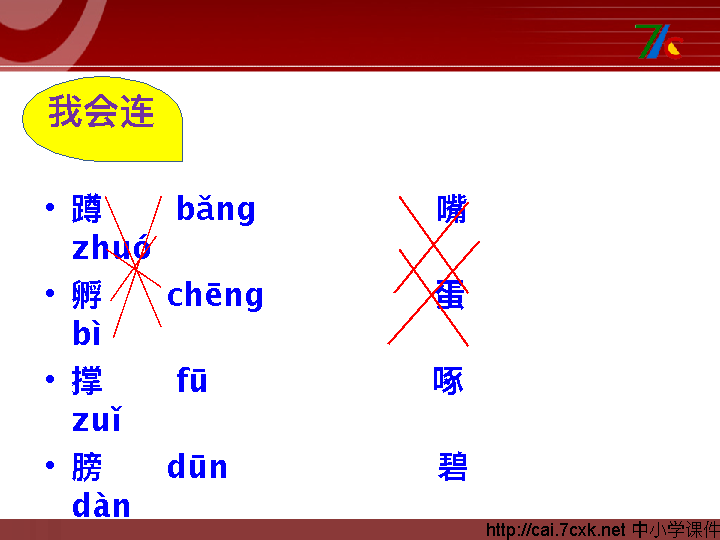 我会连
• 蹲 bǎng 嘴
zhuó
• 孵 chēng 蛋
bì
• 撑 fū 啄
zuǐ
• 膀 dūn 碧
dàn
http://cai.7cxk.net 中小学课件